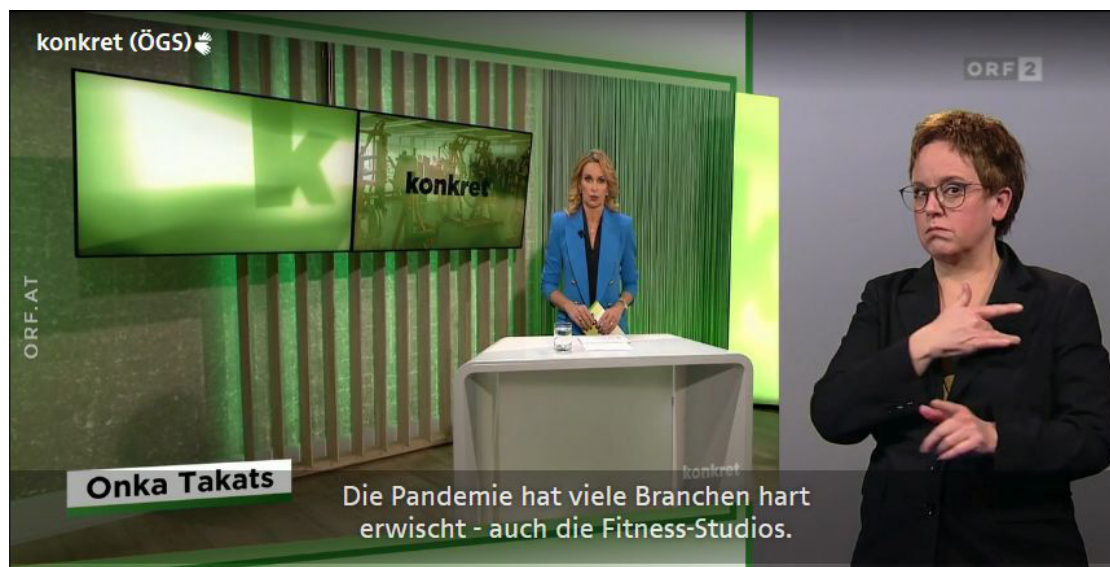 konkret (ÖGS)
ORF 2
k
konkret
ORF.AT
konkret
Onka Takats
Die Pandemie hat viele Branchen hart
erwischt - auch die Fitness-Studios.